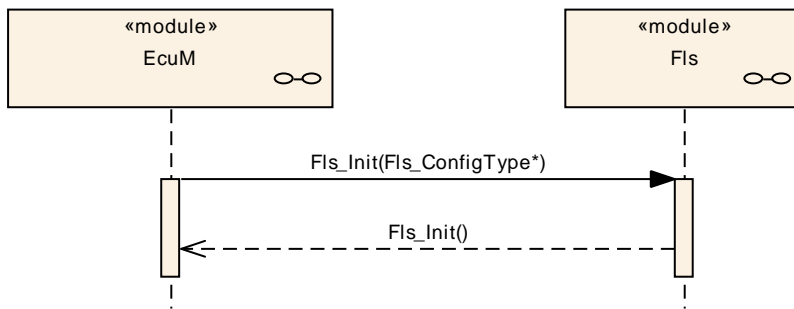 «module»
EcuM
«module»
Fls
Fls_Init(Fls_ConfigType*)
Fls_Init()